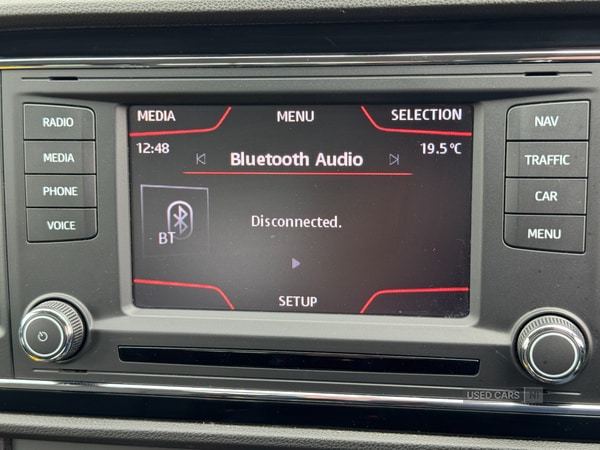 RADIO
MEDIA
PHONE
VOICE
MEDIA MENU SELECTION
12:48 Bluetooth Audio 19.5 °C
BT
Disconnected.
SETUP
NAV
TRAFFIC
CAR
MENU
USED CARS NI